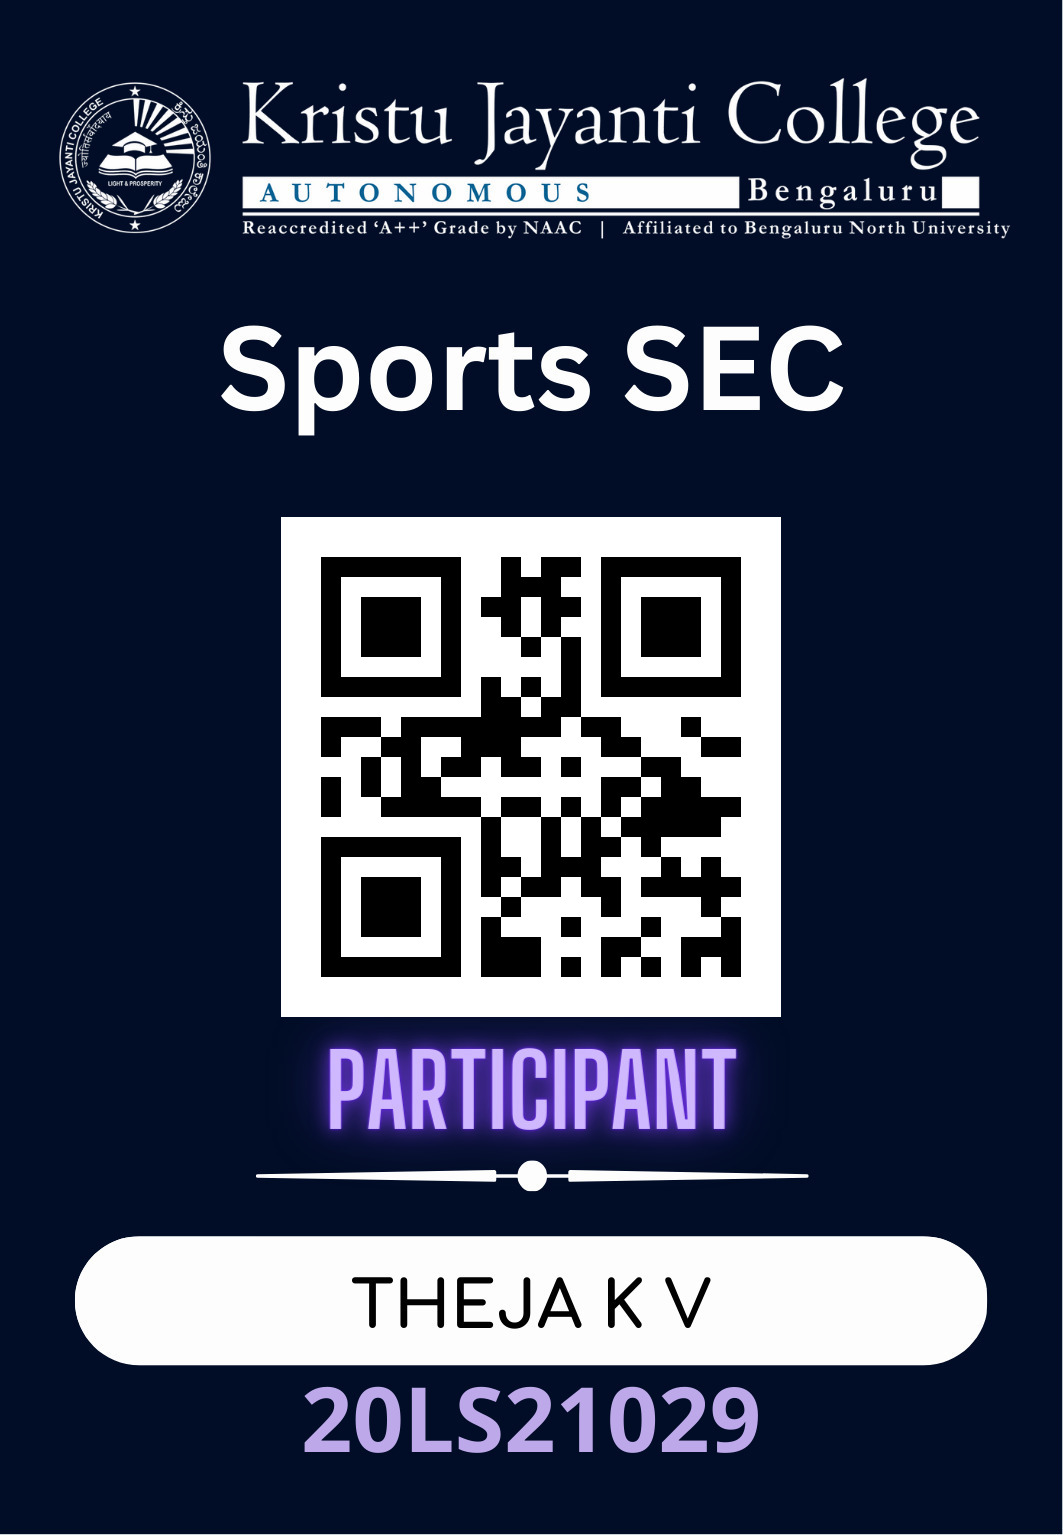 Kristu Jayanti College
AUTONOMOUS Bengaluru
Reaccredited ‘A++’ Grade by NAAC | Affiliated to Bengaluru North University
KRISTU JAYANTI COLLEGE
LIGHT & PROSPERITY
Sports SEC
PARTICIPANT
THEJA K V
20LS21029